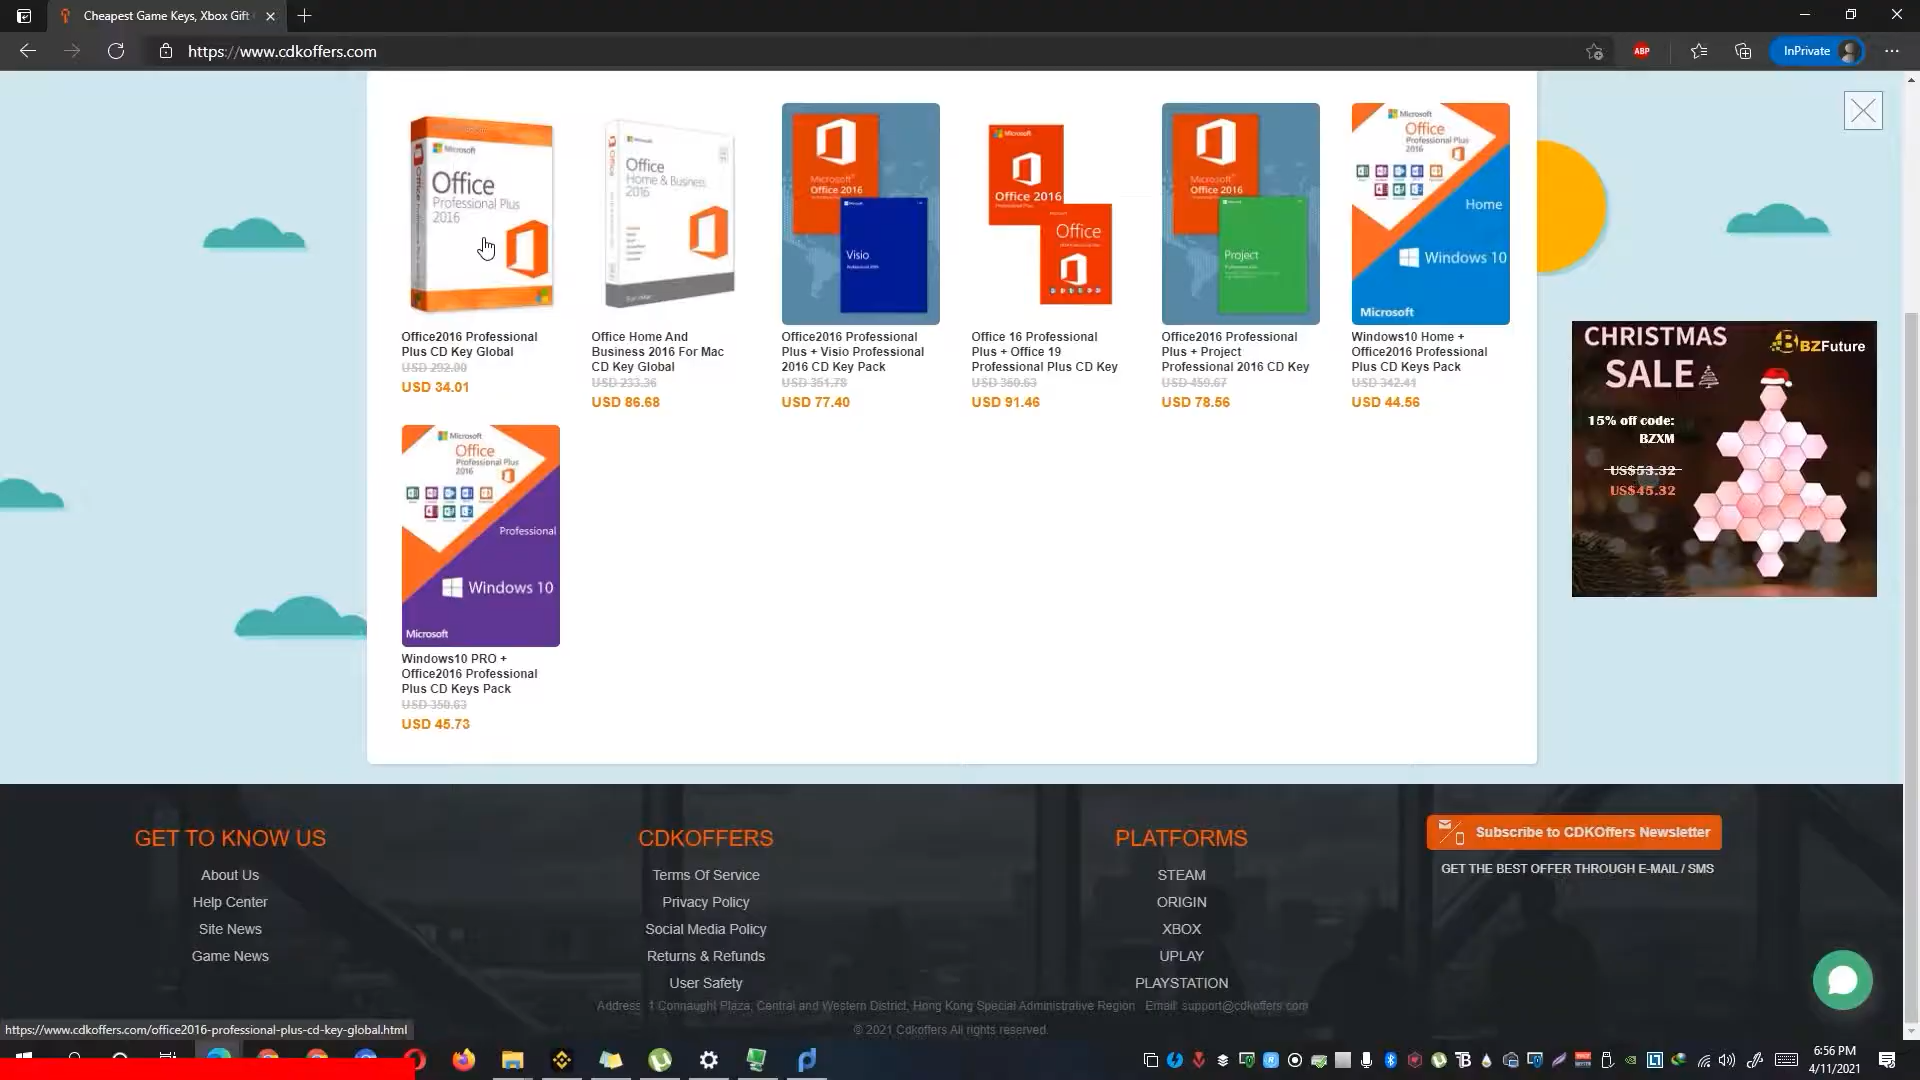 Cheapest Game Keys, Xbox Gift
https://www.cdkoffers.com
ABP
InPrivate
Microsoft
Office
Professional Plus
2016
Microsoft
Office
Home & Business
2016
Microsoft
Office 2016
Visio
Microsoft
Office 2016
Office
Microsoft
Office 2016
Project
Microsoft
Office
Professional Plus
2016
Home
Windows 10
Microsoft
Office2016 Professional
Plus CD Key Global
USD 292.00
USD 34.01
Office Home And
Business 2016 For Mac
CD Key Global
USD 233.36
USD 86.68
Office2016 Professional
Plus + Visio Professional
2016 CD Key Pack
USD 351.78
USD 77.40
Office 16 Professional
Plus + Office 19
Professional Plus CD Key
USD 360.63
USD 91.46
Office2016 Professional
Plus + Project
Professional 2016 CD Key
USD 459.67
USD 78.56
Windows10 Home +
Office2016 Professional
Plus CD Keys Pack
USD 342.41
USD 44.56
CHRISTMAS
SALE
BZFuture
15% off code:
BZXM
US$53.32
US$45.32
Microsoft
Office
Professional Plus
2016
Professional
Windows 10
Microsoft
Windows10 PRO +
Office2016 Professional
Plus CD Keys Pack
USD 350.63
USD 45.73
GET TO KNOW US
About Us
Help Center
Site News
Game News
CDKOFFERS
Terms Of Service
Privacy Policy
Social Media Policy
Returns & Refunds
User Safety
PLATFORMS
STEAM
ORIGIN
XBOX
UPLAY
PLAYSTATION
Subscribe to CDKOffers Newsletter
GET THE BEST OFFER THROUGH E-MAIL / SMS
Address: 1 Connaught Plaza, Central and Western District, Hong Kong Special Administrative Region Email: support@cdkoffers.com
© 2021 Cdkoffers All rights reserved.
https://www.cdkoffers.com/office2016-professional-plus-cd-key-global.html
6:56 PM
4/11/2021